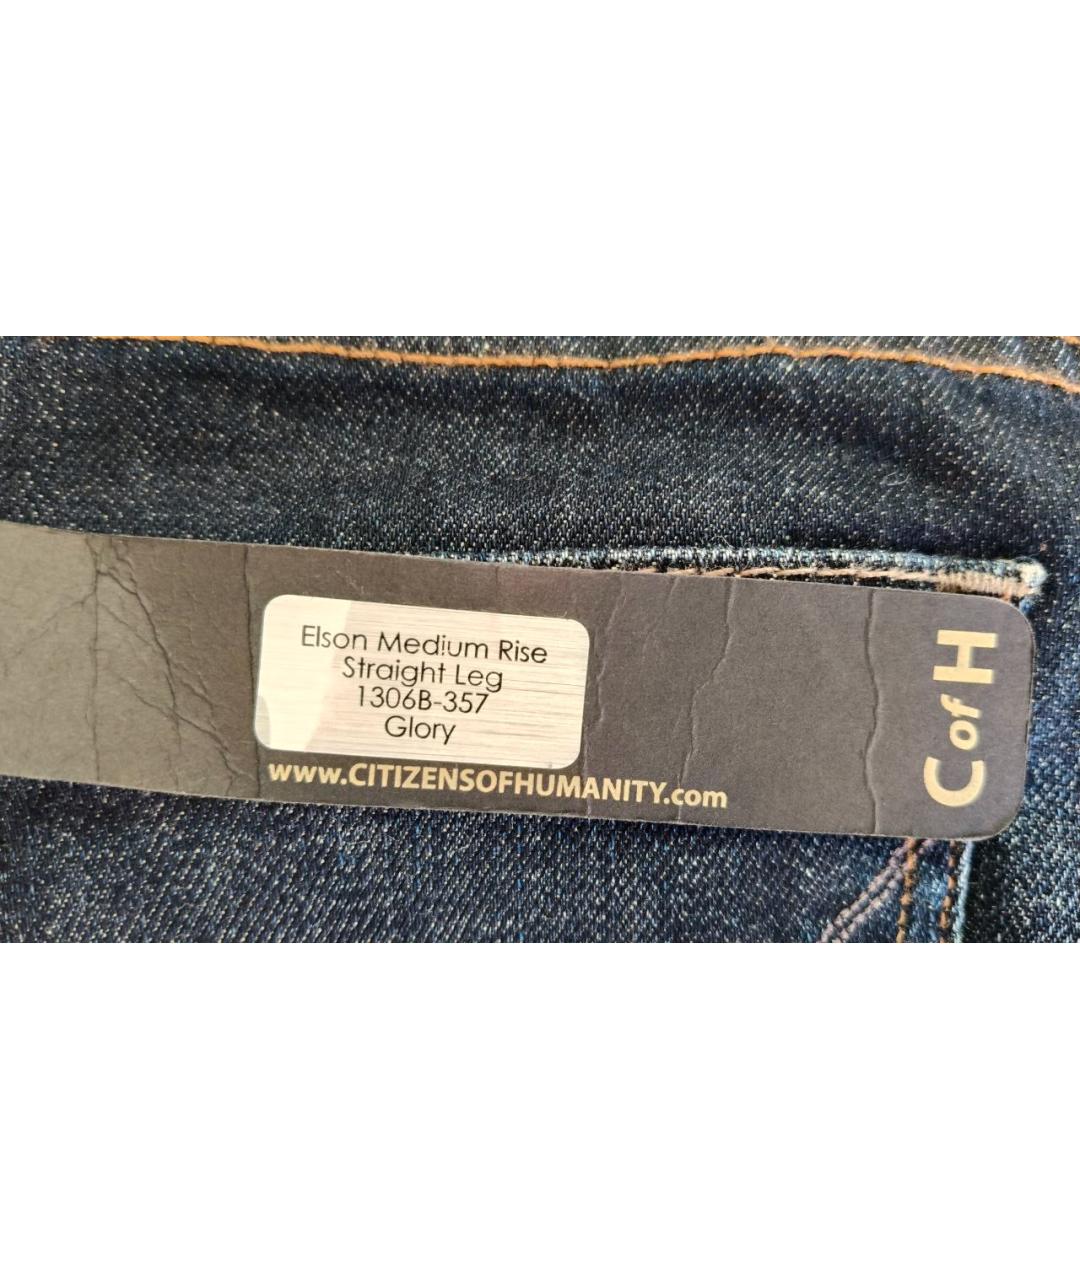 Elson Medium Rise
Straight Leg
1306B-357
Glory
www.CITIZENSOFHUMANITY.com
C of H